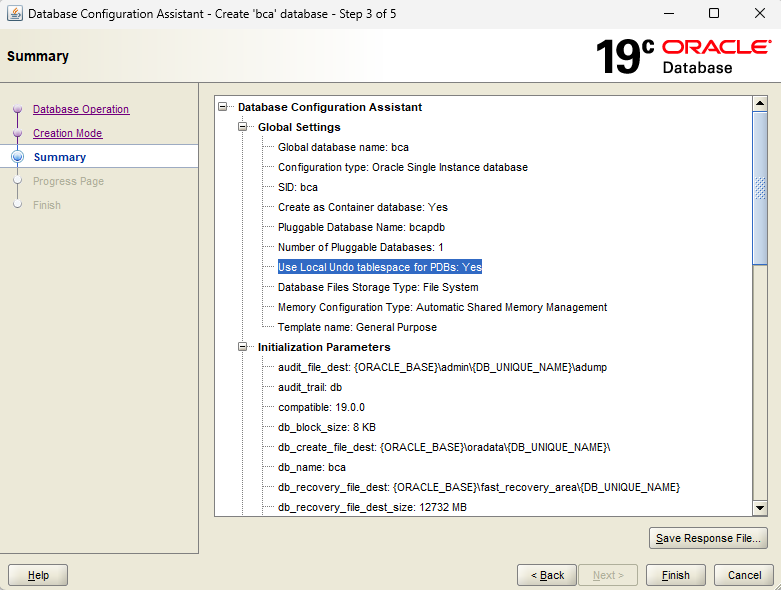 Database Configuration Assistant - Create 'bca' database - Step 3 of 5
Summary
19c ORACLE
Database
Database Operation
Creation Mode
Summary
Progress Page
Finish
Database Configuration Assistant
Global Settings
Global database name: bca
Configuration type: Oracle Single Instance database
SID: bca
Create as Container database: Yes
Pluggable Database Name: bcapdb
Number of Pluggable Databases: 1
Use Local Undo tablespace for PDBs: Yes
Database Files Storage Type: File System
Memory Configuration Type: Automatic Shared Memory Management
Template name: General Purpose
Initialization Parameters
audit_file_dest: {ORACLE_BASE}\admin\{DB_UNIQUE_NAME}\adump
audit_trail: db
compatible: 19.0.0
db_block_size: 8 KB
db_create_file_dest: {ORACLE_BASE}\oradata\{DB_UNIQUE_NAME}\
db_name: bca
db_recovery_file_dest: {ORACLE_BASE}\fast_recovery_area\{DB_UNIQUE_NAME}
db_recovery_file_dest_size: 12732 MB
Save Response File...
Help
< Back
Next >
Finish
Cancel